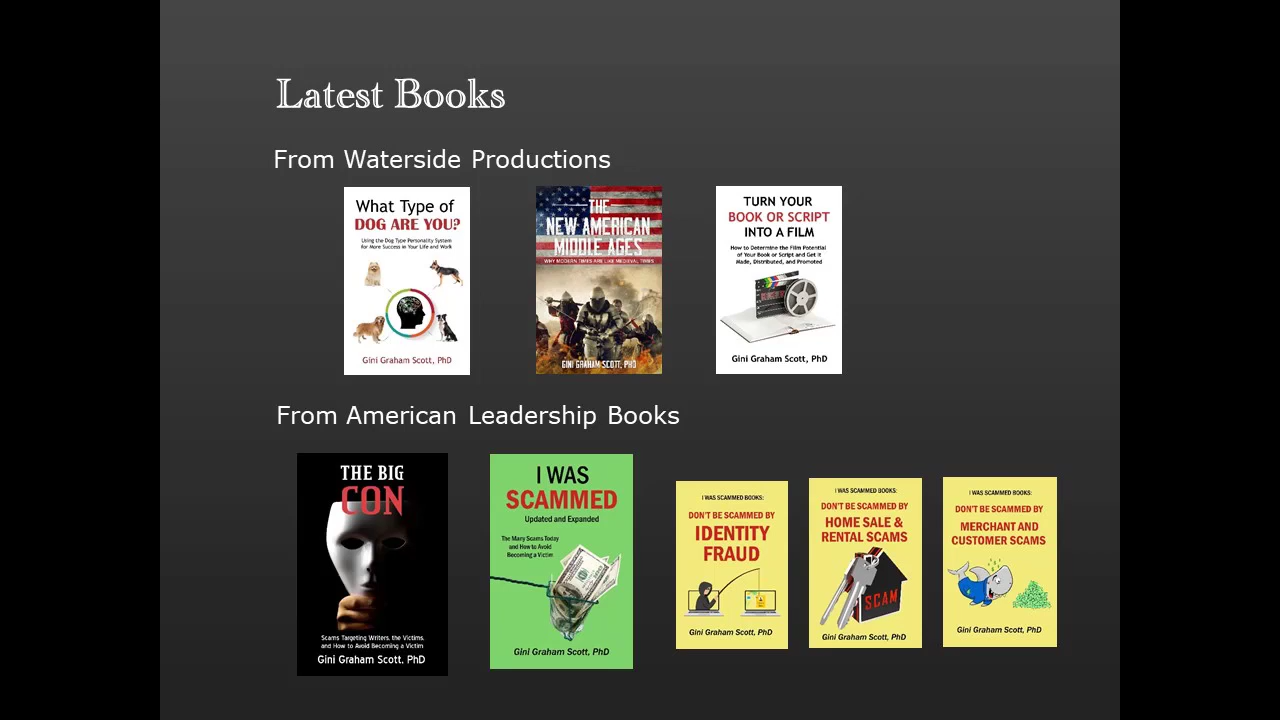 Latest Books
From Waterside Productions
What Type of
DOG ARE YOU?
Using the Dog Type Personality System
for More Success in Your Life and Work
Gini Graham Scott, PhD
THE
NEW AMERICAN
MIDDLE AGES
WHY MODERN TIMES ARE LIKE MEDIEVAL TIMES
GINI GRAHAM SCOTT, PHD
TURN YOUR
BOOK OR SCRIPT
INTO A FILM
How to Determine the Film Potential
of Your Book or Script and Get It
Made, Distributed, and Promoted
Gini Graham Scott, PhD
From American Leadership Books
THE BIG
CON
Scams Targeting Writers, the Victims,
and How to Avoid Becoming a Victim
Gini Graham Scott, PhD
I WAS
SCAMMED
Updated and Expanded
The Many Scams Today
and How to Avoid
Becoming a Victim
Gini Graham Scott, PhD
I WAS SCAMMED BOOKS:
DON'T BE SCAMMED BY
IDENTITY
FRAUD
Gini Graham Scott, PhD
I WAS SCAMMED BOOKS:
DON'T BE SCAMMED BY
HOME SALE &
RENTAL SCAMS
SCAM
Gini Graham Scott, PhD
I WAS SCAMMED BOOKS:
DON'T BE SCAMMED BY
MERCHANT AND
CUSTOMER SCAMS
Gini Graham Scott, PhD